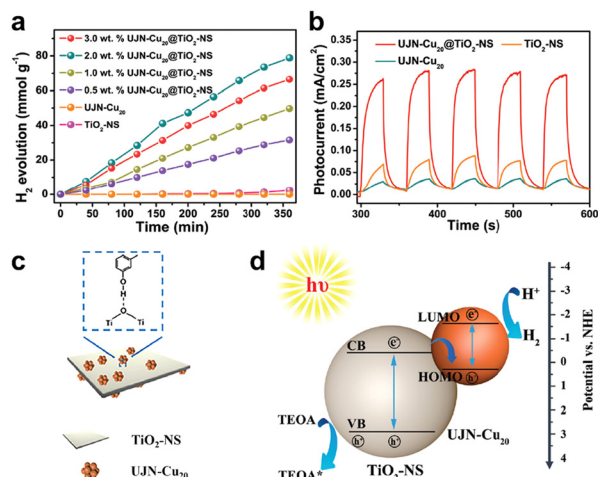 a
H₂ evolution (mmol g⁻¹)
80
60
40
20
0
3.0 wt. % UJN-Cu₂₀@TiO₂-NS
2.0 wt. % UJN-Cu₂₀@TiO₂-NS
1.0 wt. % UJN-Cu₂₀@TiO₂-NS
0.5 wt. % UJN-Cu₂₀@TiO₂-NS
UJN-Cu₂₀
TiO₂-NS
0 50 100 150 200 250 300 350
Time (min)
b
Photocurrent (mA/cm²)
0.35
0.30
0.25
0.20
0.15
0.10
0.05
0.00
UJN-Cu₂₀@TiO₂-NS
TiO₂-NS
UJN-Cu₂₀
300 400 500 600
Time (s)
c
O
H
O
Ti Ti
TiO₂-NS
UJN-Cu₂₀
d
hυ
CB
e⁻
VB
h⁺ h⁺
TEOA
TEOA*
TiO₂-NS
LUMO
e⁻
HOMO
h⁺
UJN-Cu₂₀
H⁺
H₂
-4
-3
-2
-1
0
1
2
3
4
Potential vs. NHE